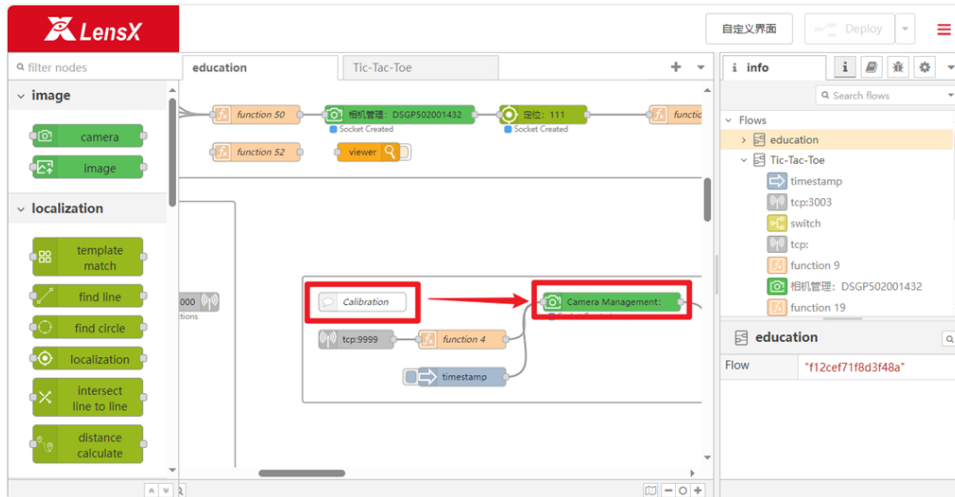 LensX
自定义界面
Deploy
filter nodes
education
Tic-Tac-Toe
info
Search flows
image
camera
image
localization
template
match
find line
find circle
localization
intersect
line to line
distance
calculate
function 50
相机管理：DSGP502001432
Socket Created
定位：111
Socket Created
functic
function 52
viewer
000
ctions
Calibration
Camera Management:
tcp:9999
function 4
timestamp
Flows
education
Tic-Tac-Toe
timestamp
tcp:3003
switch
tcp:
function 9
相机管理：DSGP502001432
function 19
education
Flow
"f12cef71f8d3f48a"